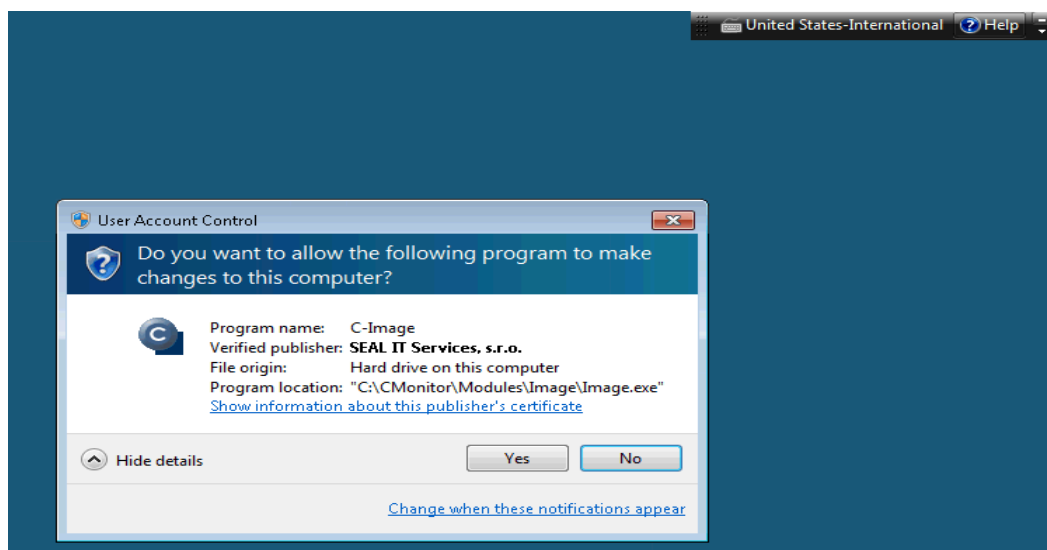 United States-International Help
User Account Control
Do you want to allow the following program to make
changes to this computer?
Program name: C-Image
Verified publisher: SEAL IT Services, s.r.o.
File origin: Hard drive on this computer
Program location: "C:\CMonitor\Modules\Image\Image.exe"
Show information about this publisher's certificate
Hide details Yes No
Change when these notifications appear